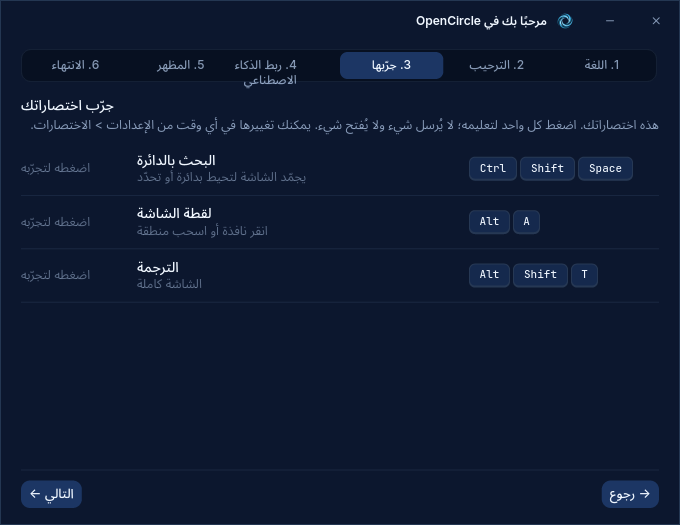 مرحبًا بك في OpenCircle
1. اللغة
2. الترحيب
3. جرّبها
4. ربط الذكاء
الاصطناعي
5. المظهر
6. الانتهاء
جرّب اختصاراتك
هذه اختصاراتك. اضغط كل واحد لتعليمه؛ لا يُرسل شيء ولا يُفتح شيء. يمكنك تغييرها في أي وقت من الإعدادات > الاختصارات.
Ctrl Shift Space
البحث بالدائرة
يجمّد الشاشة لتحيط بدائرة أو تحدّد
اضغطه لتجرّبه
Alt A
لقطة الشاشة
انقر نافذة أو اسحب منطقة
اضغطه لتجرّبه
Alt Shift T
الترجمة
الشاشة كاملة
اضغطه لتجرّبه
→ رجوع
التالي ←